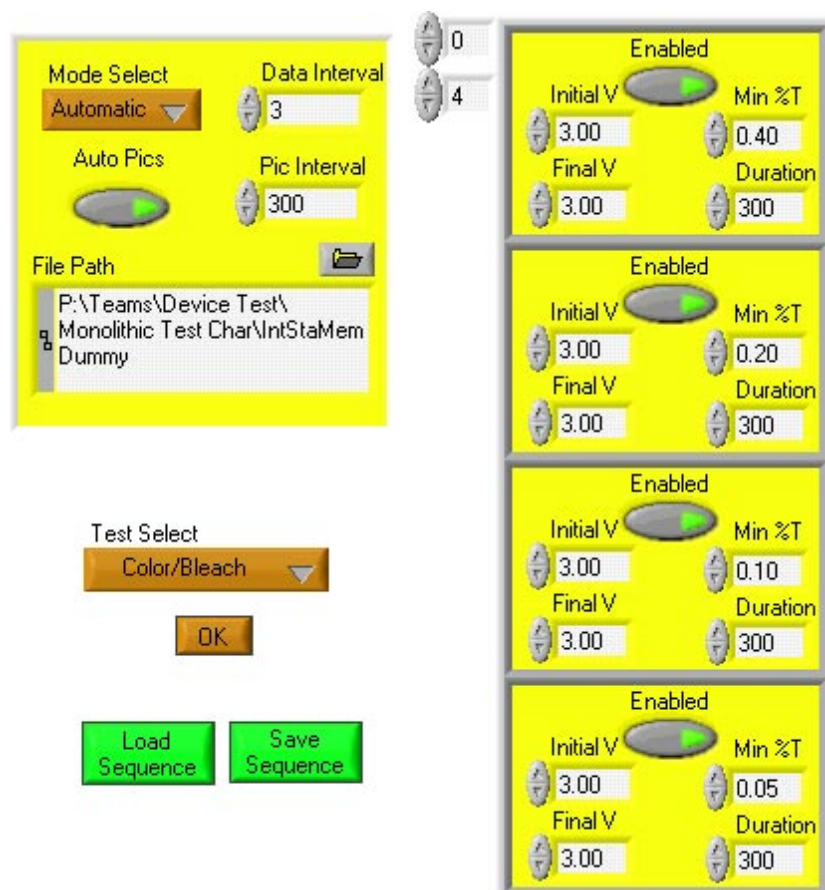 Mode Select
Automatic
Data Interval
3
Auto Pics
Pic Interval
300
File Path
P:\Teams\Device Test\
Monolithic Test Char\IntStaMem
Dummy
Test Select
Color/Bleach
OK
Load
Sequence
Save
Sequence
0
4
Enabled
Initial V
3.00
Min %T
0.40
Final V
3.00
Duration
300
Enabled
Initial V
3.00
Min %T
0.20
Final V
3.00
Duration
300
Enabled
Initial V
3.00
Min %T
0.10
Final V
3.00
Duration
300
Enabled
Initial V
3.00
Min %T
0.05
Final V
3.00
Duration
300